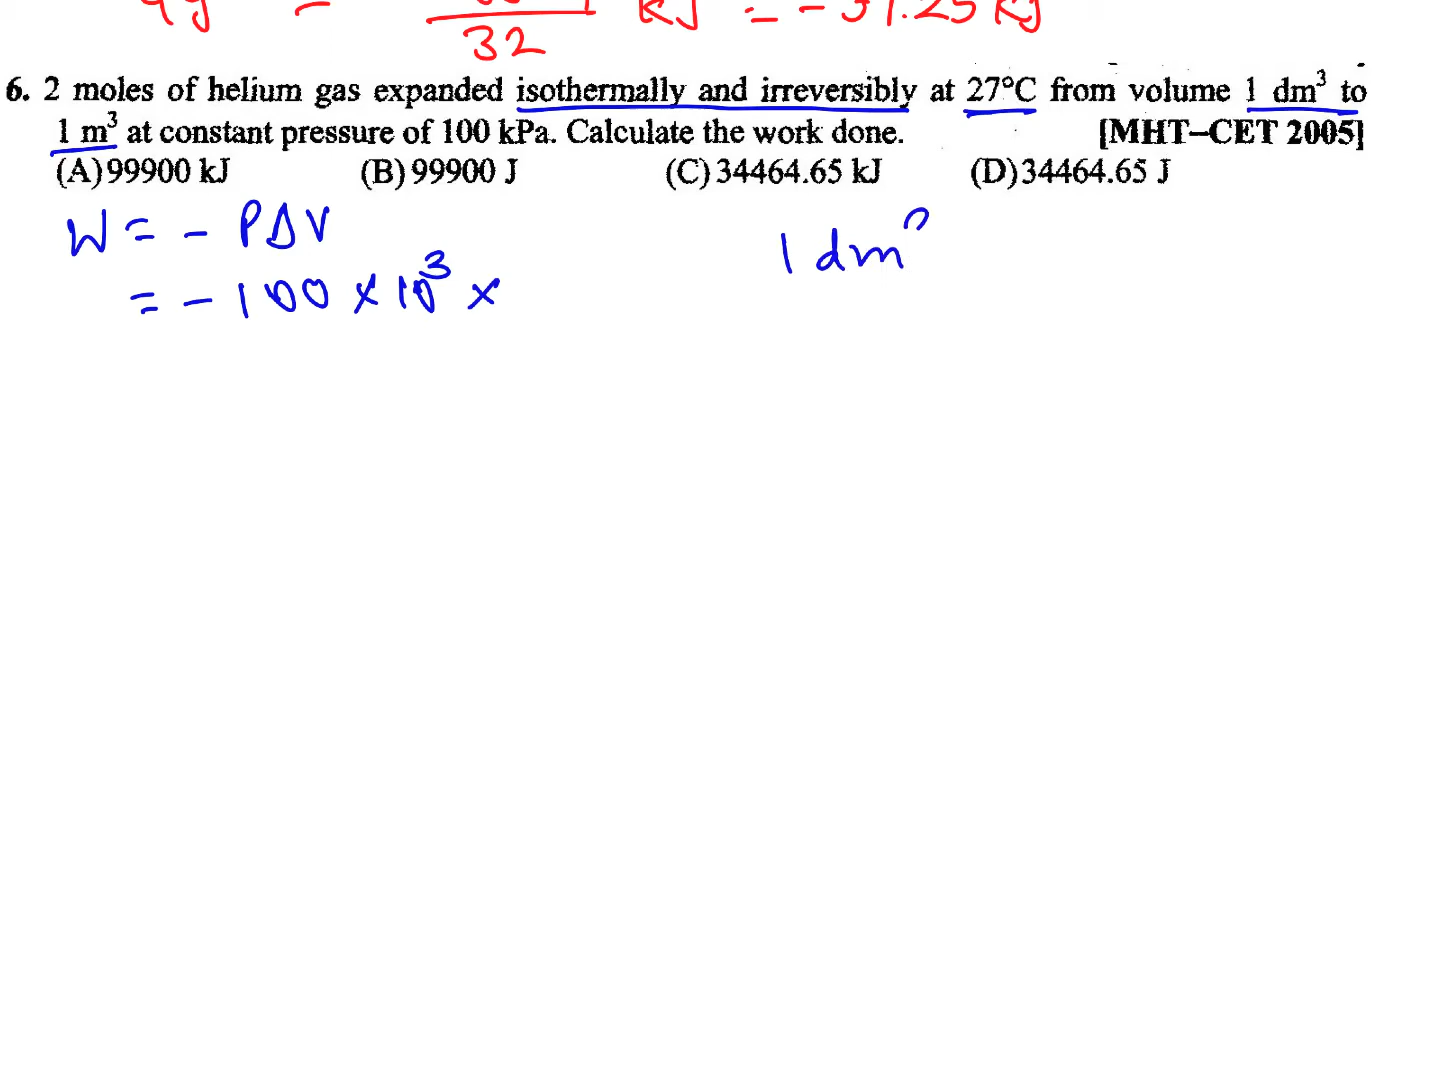 32
6. 2 moles of helium gas expanded isothermally and irreversibly at 27°C from volume 1 dm³ to
1 m³ at constant pressure of 100 kPa. Calculate the work done. [MHT–CET 2005]
(A) 99900 kJ (B) 99900 J (C) 34464.65 kJ (D) 34464.65 J
W = - PΔV
= - 100 × 10³ ×
1 dm